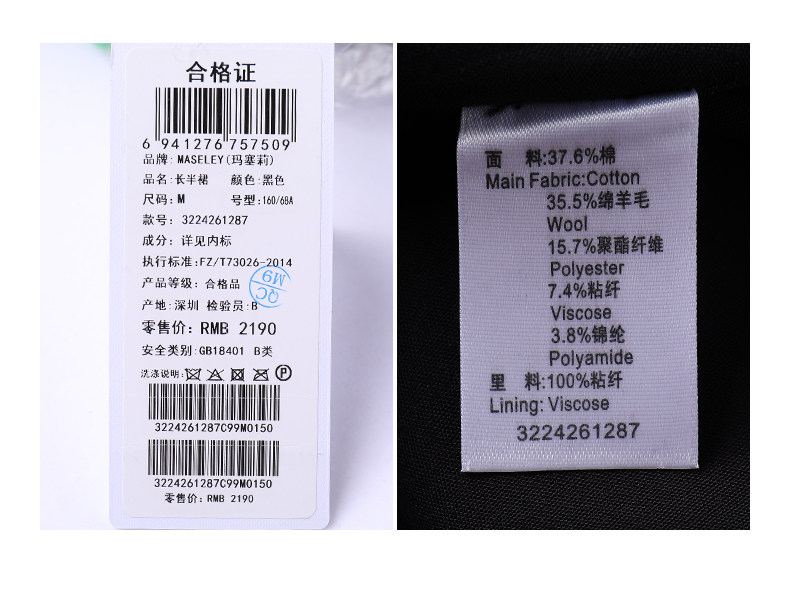 合格证
6 941276 757509
品牌: MASELEY(玛塞莉)
品名:长半裙 颜色:黑色
尺码: M 号型:160/68A
款号: 3224261287
成分: 详见内标
执行标准:FZ/T73026-2014
产品等级: 合格品
QC
M9
产地:深圳 检验员:B
零售价: RMB 2190
安全类别:GB18401 B类
洗涤说明: P
3224261287C99M0150
3224261287C99M0150
零售价: RMB 2190
面 料:37.6%棉
Main Fabric:Cotton
35.5%绵羊毛
Wool
15.7%聚酯纤维
Polyester
7.4%粘纤
Viscose
3.8%锦纶
Polyamide
里 料:100%粘纤
Lining: Viscose
3224261287